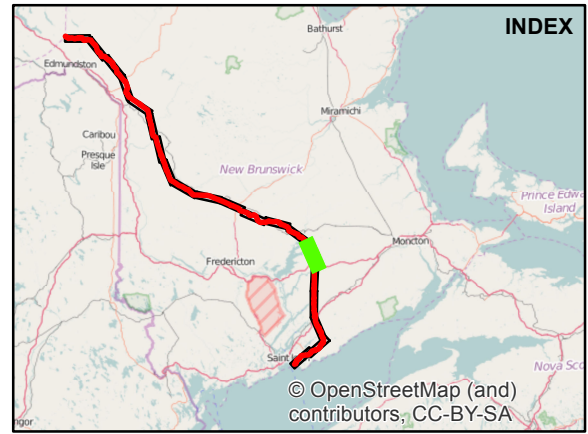 INDEX
Bathurst
Edmundston
Miramichi
Caribou
Presque
Isle
New Brunswick
Prince Edward
Island
Moncton
Fredericton
Saint
Nova Sco
© OpenStreetMap (and)
contributors, CC-BY-SA
ngor